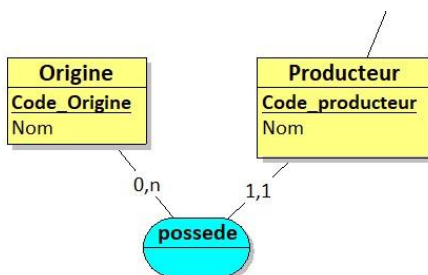 Origine
Code_Origine
Nom
Producteur
Code_producteur
Nom
0,n
1,1
possede